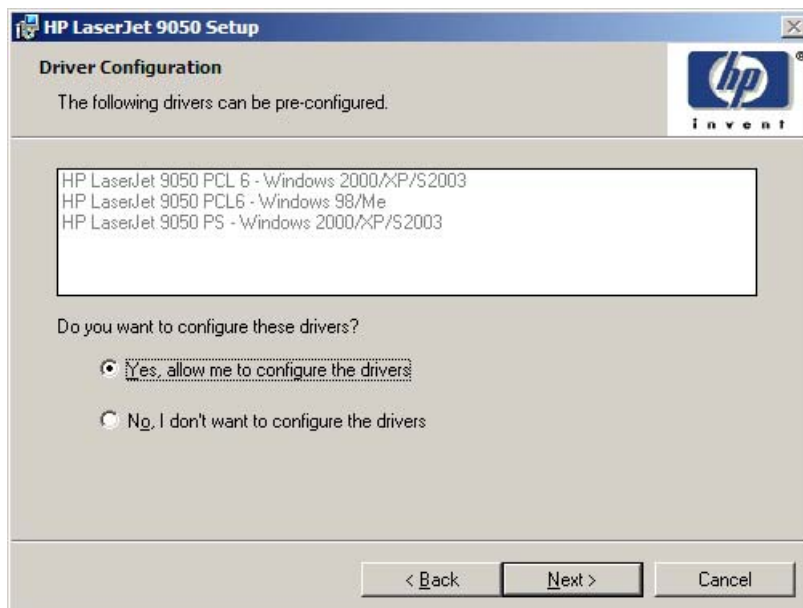 HP LaserJet 9050 Setup
Driver Configuration
The following drivers can be pre-configured.
hp
®
invent
HP LaserJet 9050 PCL 6 - Windows 2000/XP/S2003
HP LaserJet 9050 PCL6 - Windows 98/Me
HP LaserJet 9050 PS - Windows 2000/XP/S2003
Do you want to configure these drivers?
Yes, allow me to configure the drivers
No, I don't want to configure the drivers
< Back Next > Cancel